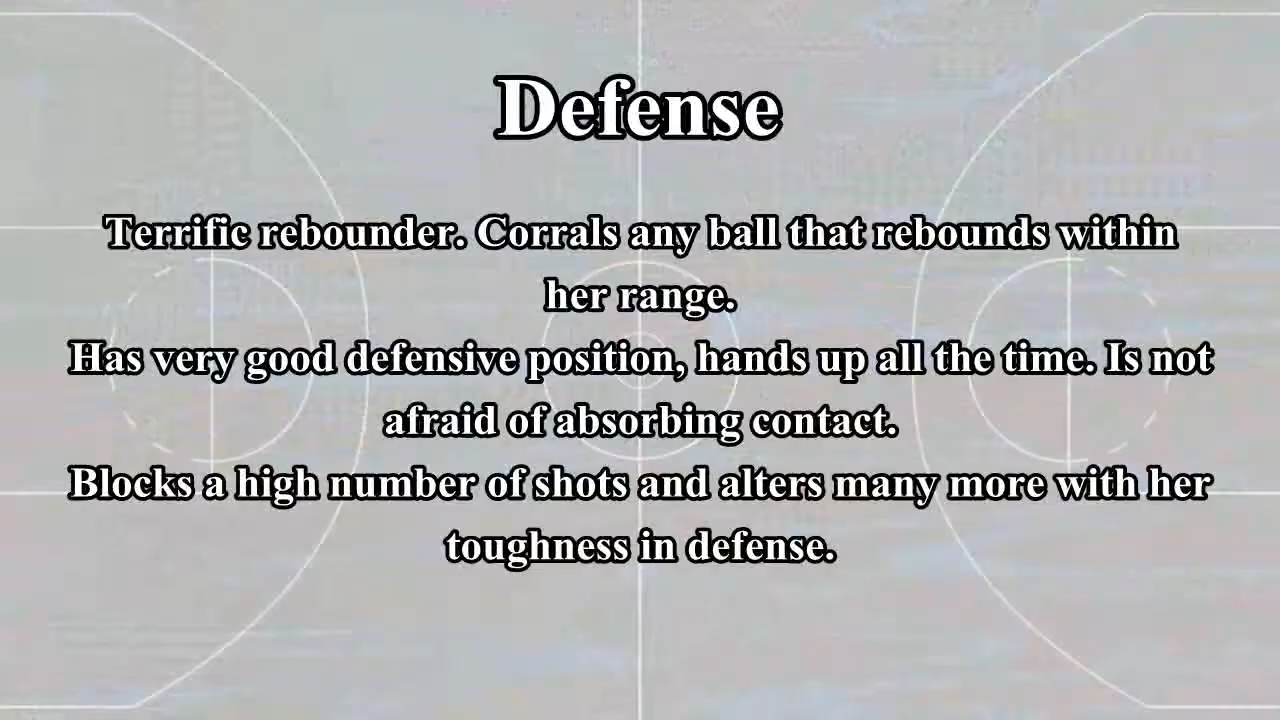 Defense
Terrific rebounder. Corrals any ball that rebounds within
her range.
Has very good defensive position, hands up all the time. Is not
afraid of absorbing contact.
Blocks a high number of shots and alters many more with her
toughness in defense.